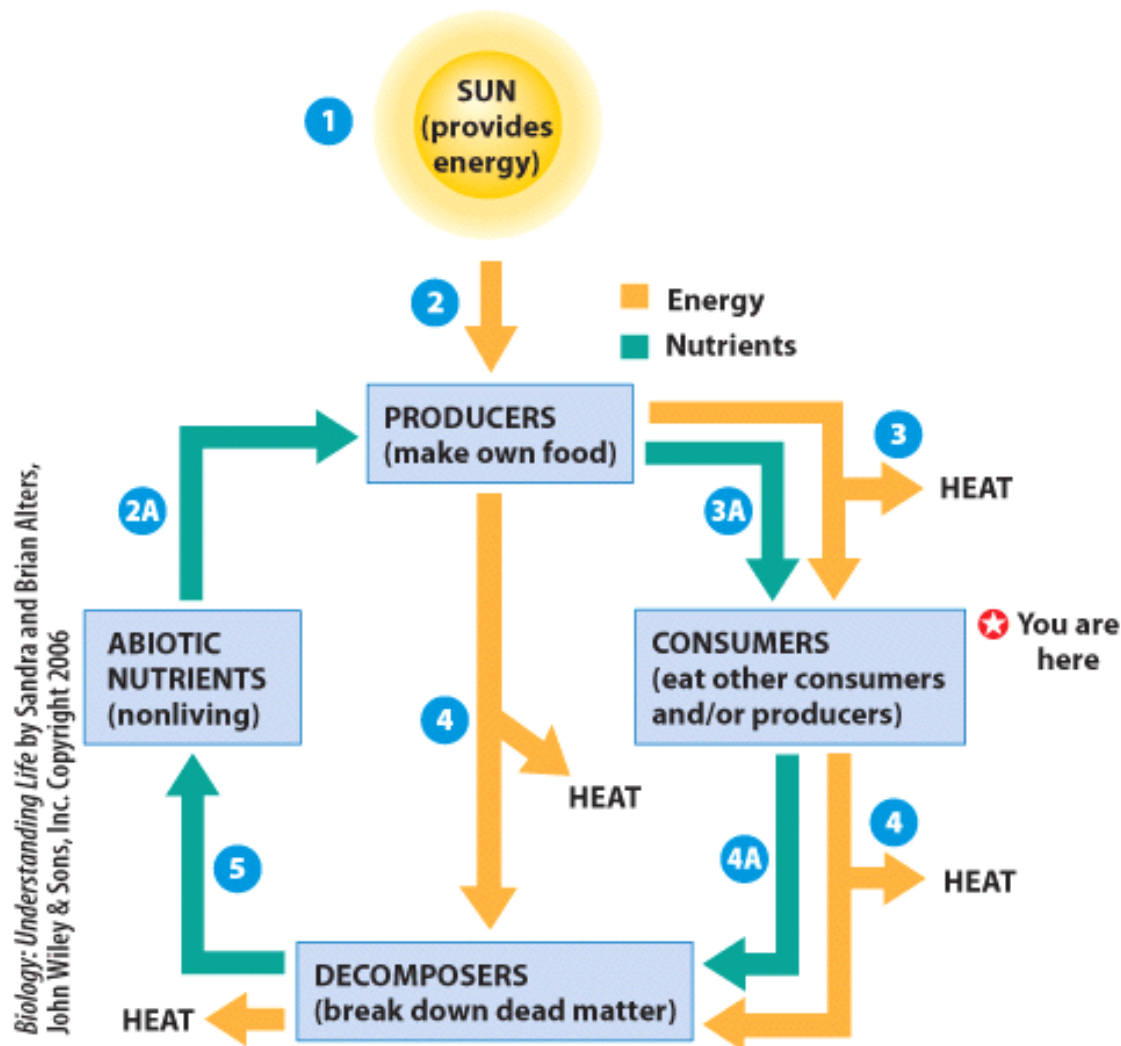 1
SUN
(provides
energy)
2
Energy
Nutrients
PRODUCERS
(make own food)
3
HEAT
2A
3A
ABIOTIC
NUTRIENTS
(nonliving)
CONSUMERS
(eat other consumers
and/or producers)
You are
here
4
HEAT
4
HEAT
4A
5
DECOMPOSERS
(break down dead matter)
HEAT
Biology: Understanding Life by Sandra and Brian Alters,
John Wiley & Sons, Inc. Copyright 2006